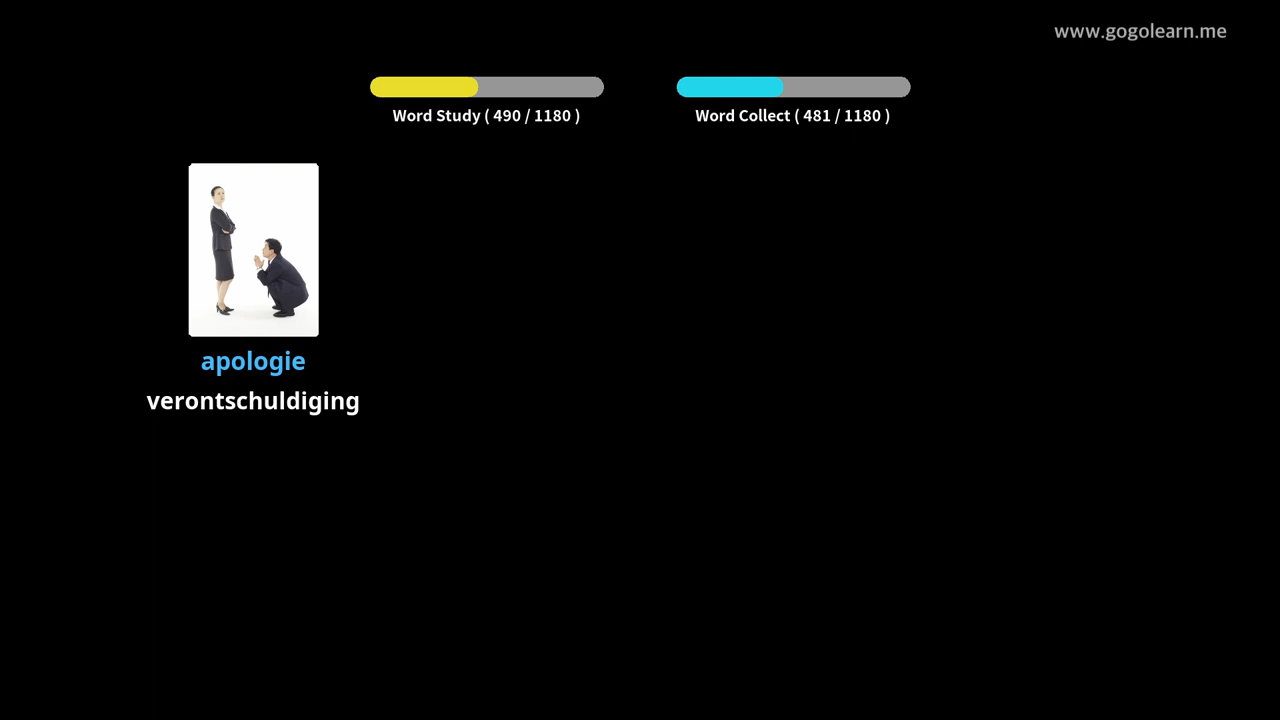 www.gogolearn.me
Word Study ( 490 / 1180 )
Word Collect ( 481 / 1180 )
apologie
verontschuldiging